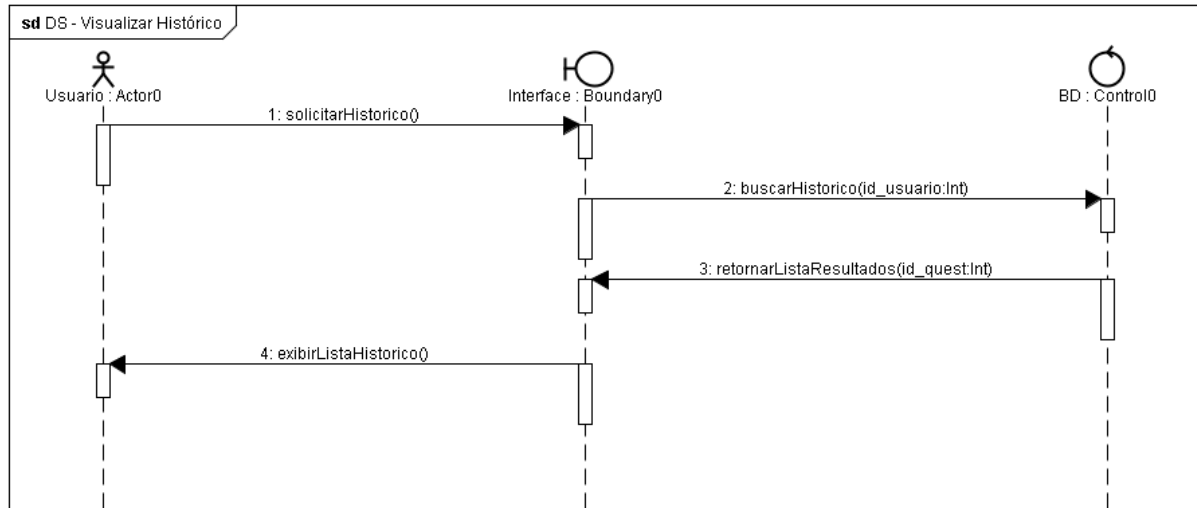 sd DS - Visualizar Histórico
Usuario : Actor0
Interface : Boundary0
BD : Control0
1: solicitarHistorico()
2: buscarHistorico(id_usuario:Int)
3: retornarListaResultados(id_quest:Int)
4: exibirListaHistorico()